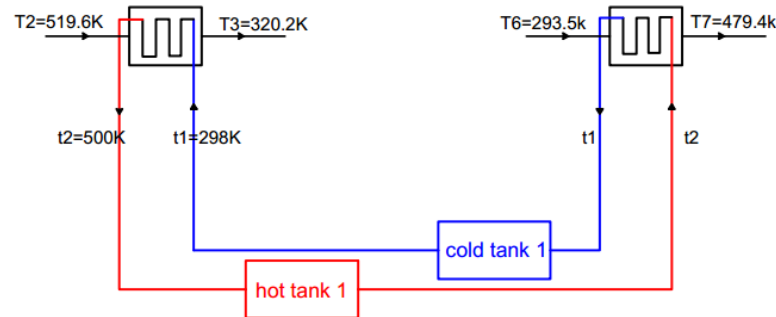 T2=519.6K
T3=320.2K
T6=293.5k
T7=479.4k
t2=500K
t1=298K
t1
t2
cold tank 1
hot tank 1